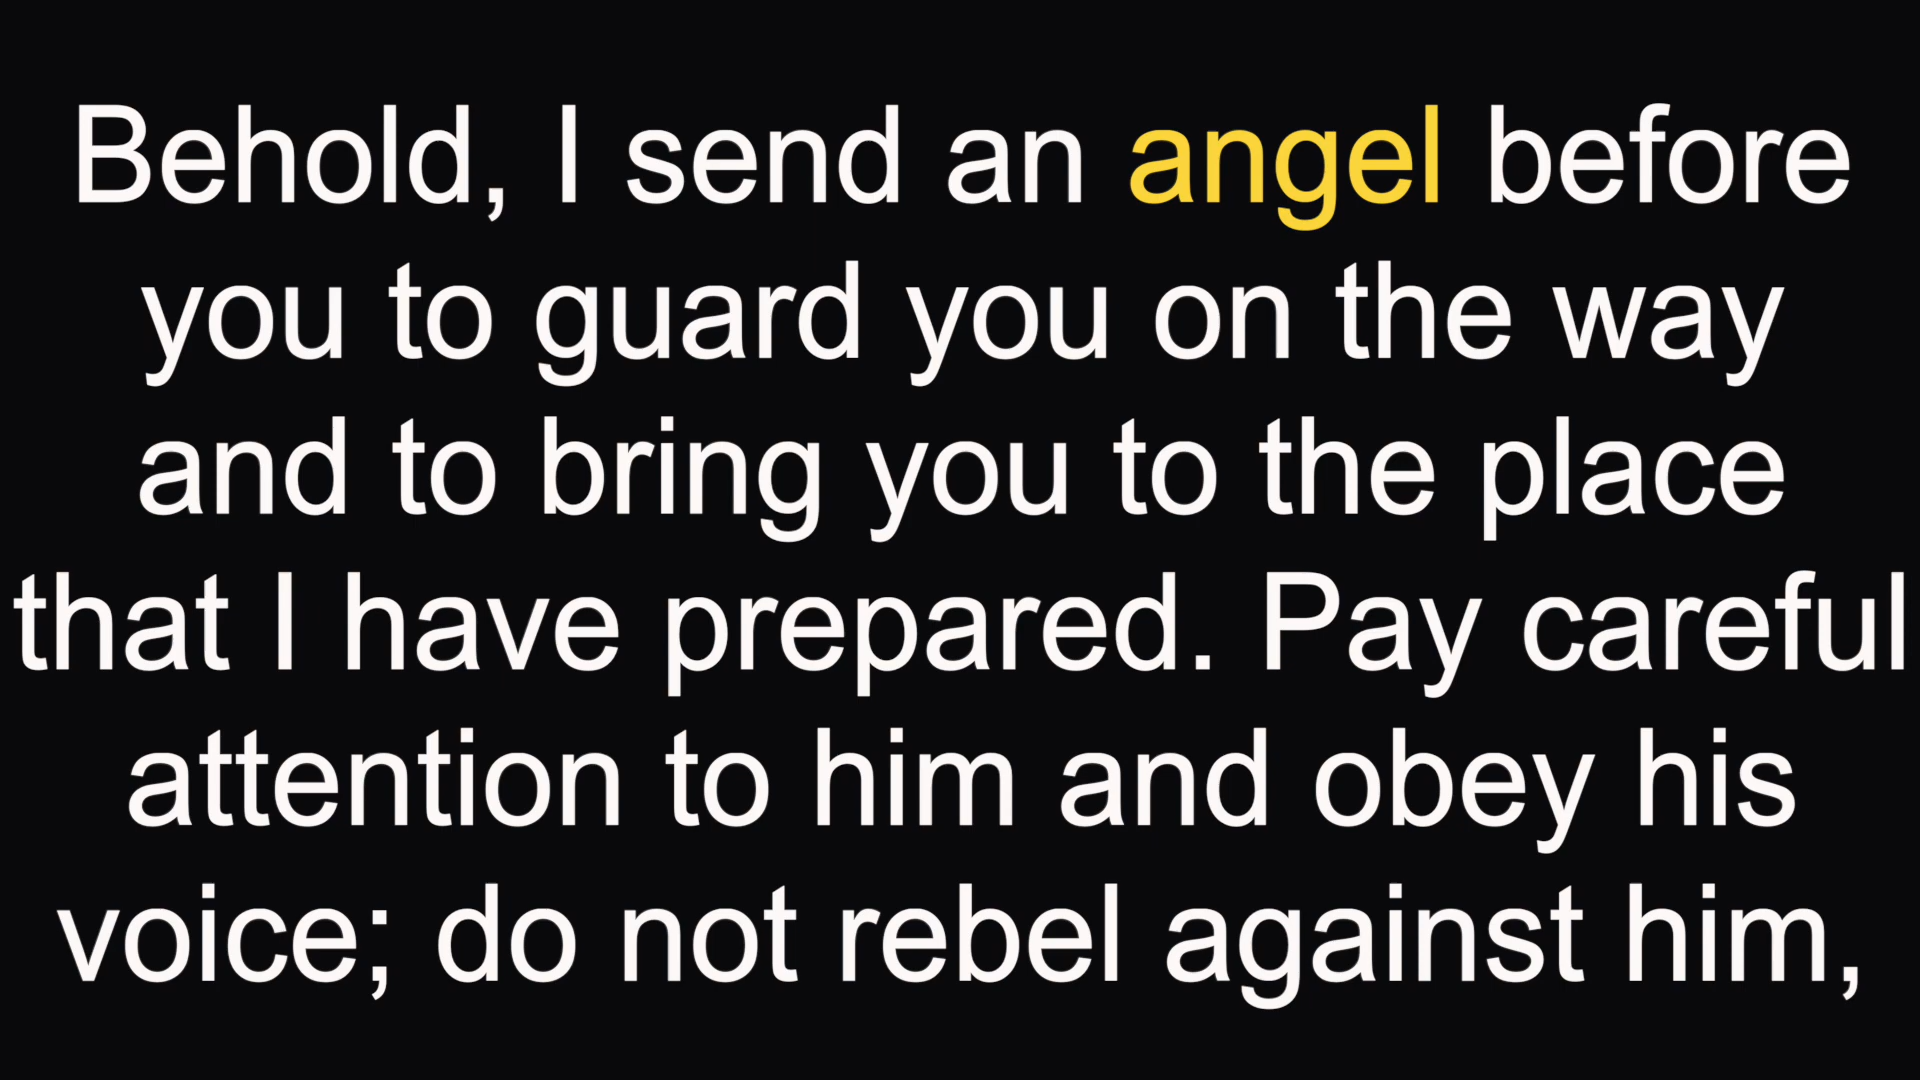 Behold, I send an angel before
you to guard you on the way
and to bring you to the place
that I have prepared. Pay careful
attention to him and obey his
voice; do not rebel against him,